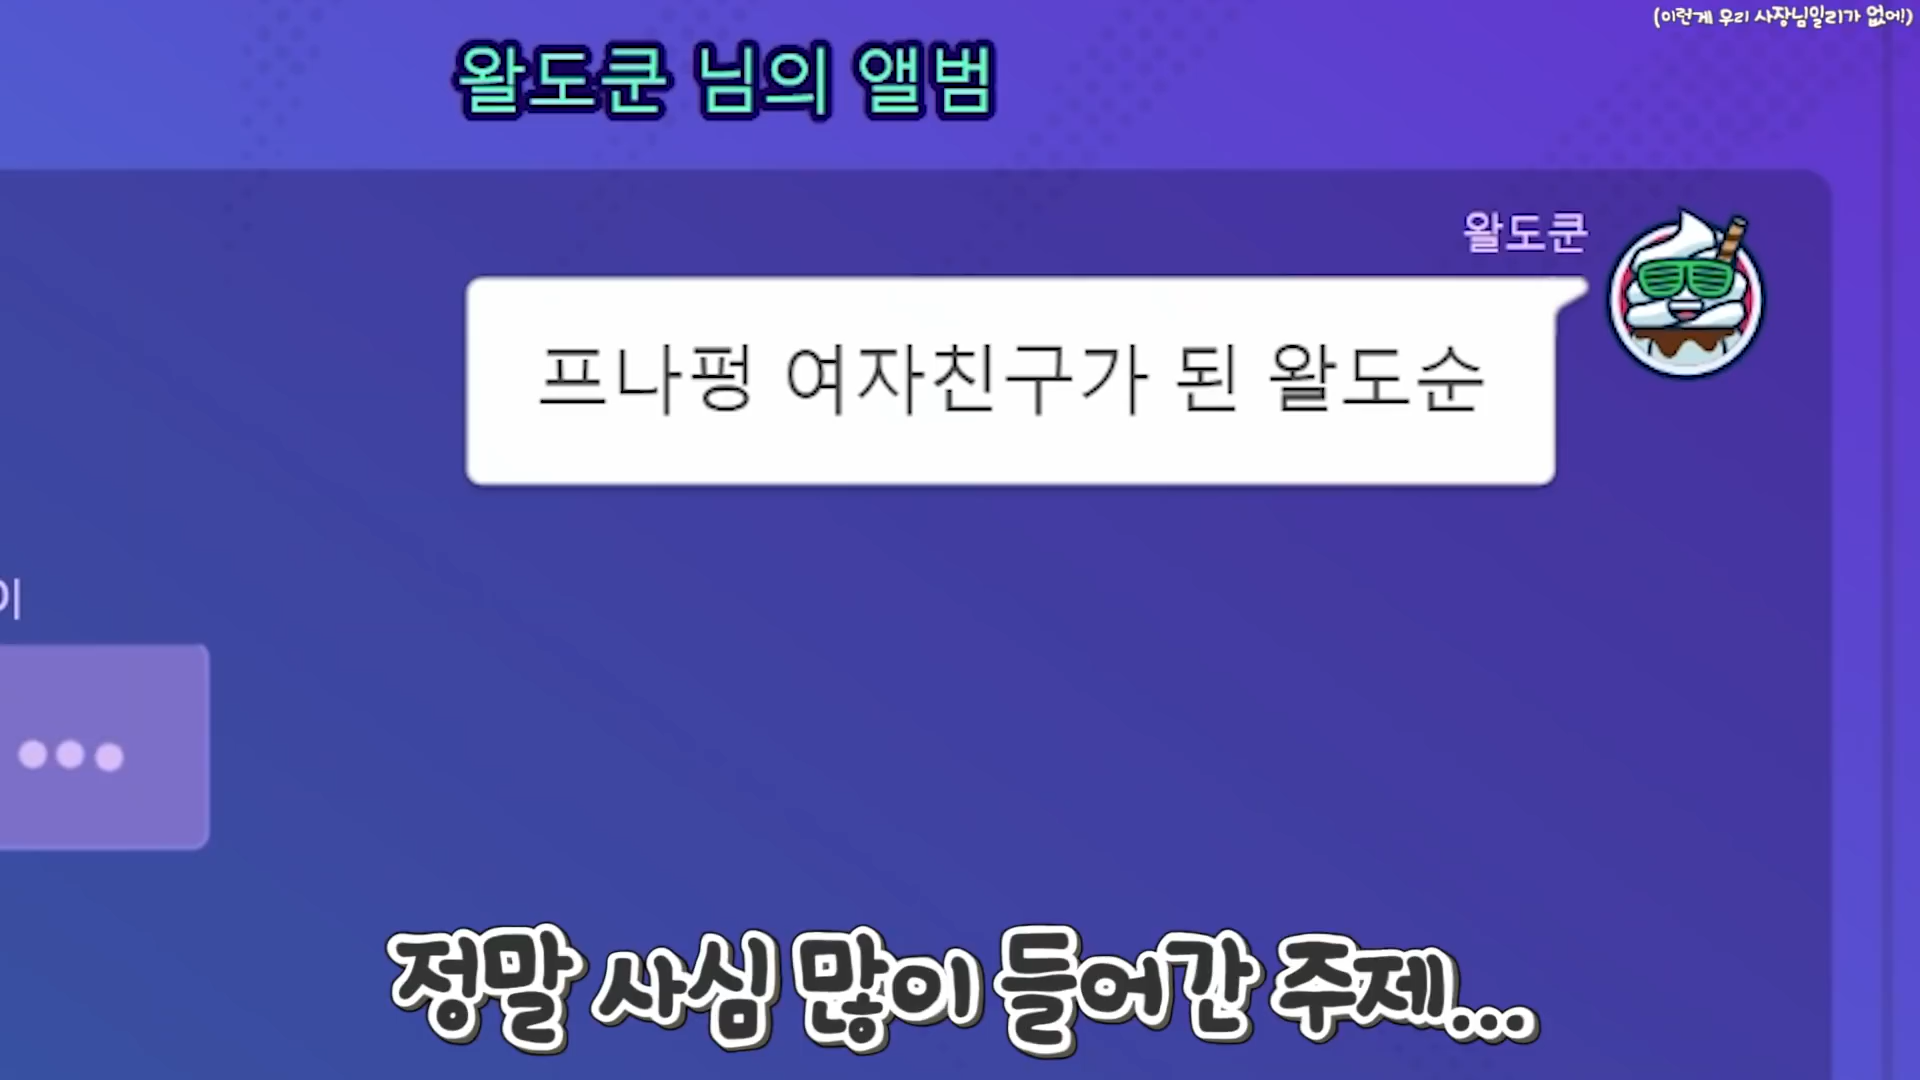 (이런게 우리 사장님일리가 없어!)
왈도쿤 님의 앨범
왈도쿤
프나펑 여자친구가 된 왈도순
이
정말 사심 많이 들어간 주제...